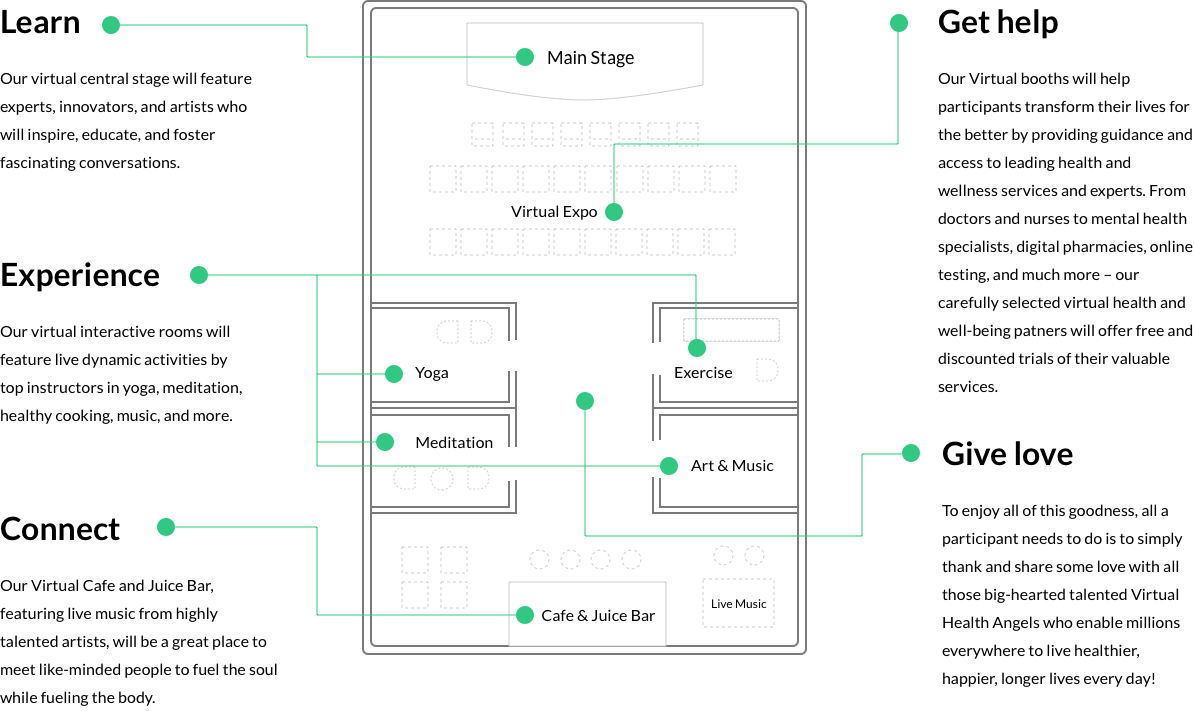 Learn
Our virtual central stage will feature
experts, innovators, and artists who
will inspire, educate, and foster
fascinating conversations.
Experience
Our virtual interactive rooms will
feature live dynamic activities by
top instructors in yoga, meditation,
healthy cooking, music, and more.
Connect
Our Virtual Cafe and Juice Bar,
featuring live music from highly
talented artists, will be a great place to
meet like-minded people to fuel the soul
while fueling the body.
Main Stage
Virtual Expo
Yoga
Exercise
Meditation
Art & Music
Cafe & Juice Bar
Live Music
Get help
Our Virtual booths will help
participants transform their lives for
the better by providing guidance and
access to leading health and
wellness services and experts. From
doctors and nurses to mental health
specialists, digital pharmacies, online
testing, and much more – our
carefully selected virtual health and
well-being patners will offer free and
discounted trials of their valuable
services.
Give love
To enjoy all of this goodness, all a
participant needs to do is to simply
thank and share some love with all
those big-hearted talented Virtual
Health Angels who enable millions
everywhere to live healthier,
happier, longer lives every day!